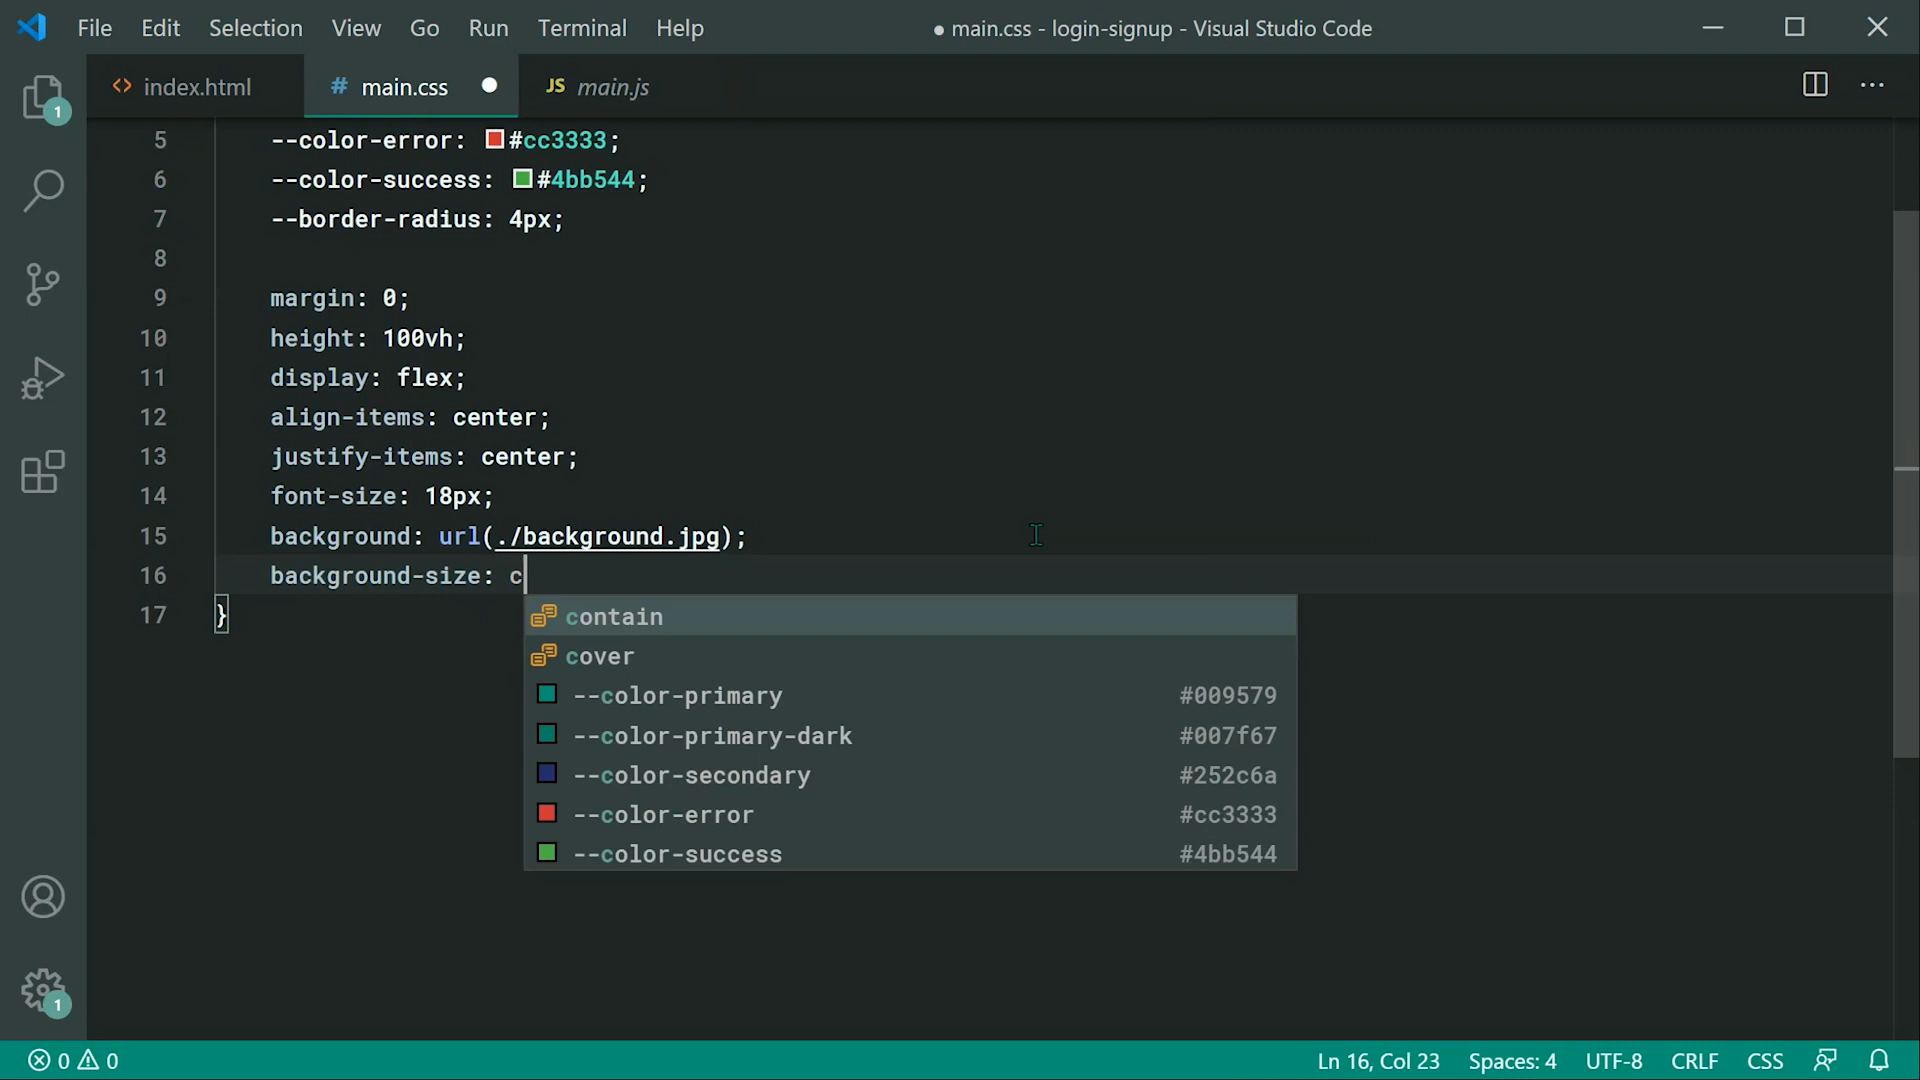 File Edit Selection View Go Run Terminal Help ● main.css - login-signup - Visual Studio Code
<> index.html # main.css ● JS main.js ...
1
5 --color-error: #cc3333;
6 --color-success: #4bb544;
7 --border-radius: 4px;
8
9 margin: 0;
10 height: 100vh;
11 display: flex;
12 align-items: center;
13 justify-items: center;
14 font-size: 18px;
15 background: url(./background.jpg);
16 background-size: c
17 }
contain
cover
--color-primary #009579
--color-primary-dark #007f67
--color-secondary #252c6a
--color-error #cc3333
--color-success #4bb544
1
0 0 Ln 16, Col 23 Spaces: 4 UTF-8 CRLF CSS